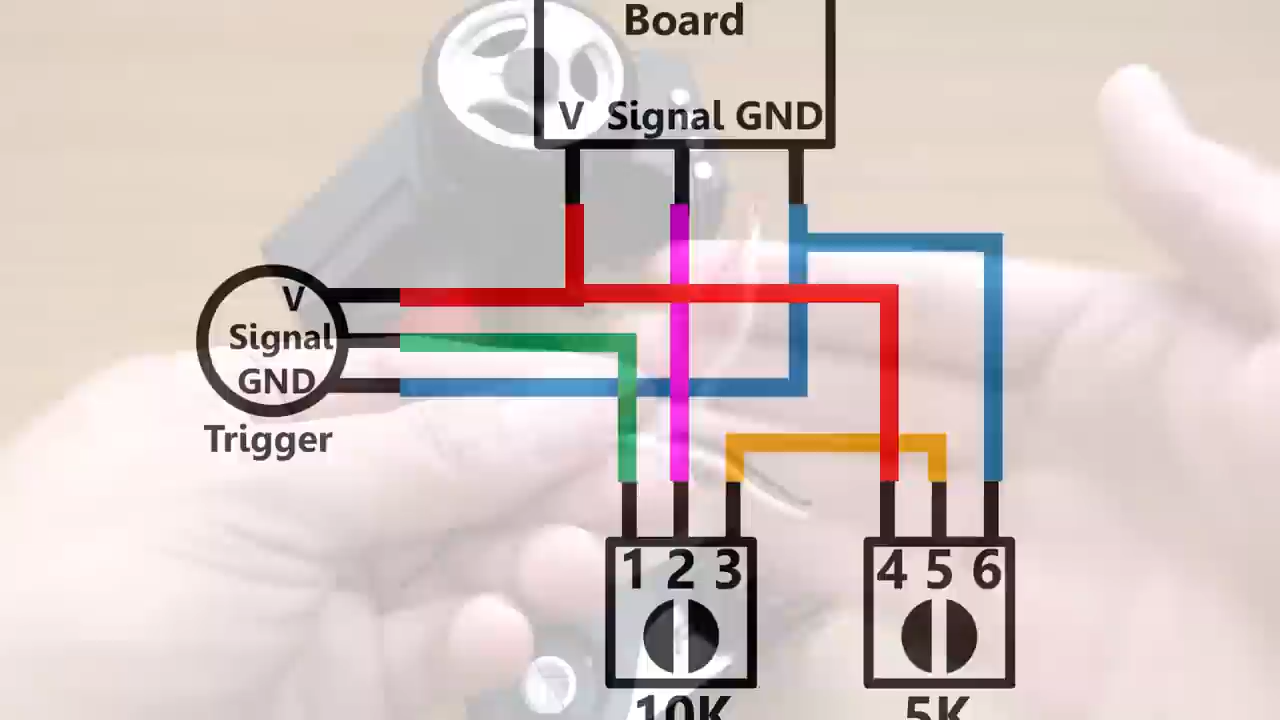 Board
V Signal GND
V
Signal
GND
Trigger
1 2 3
4 5 6
10K
5K